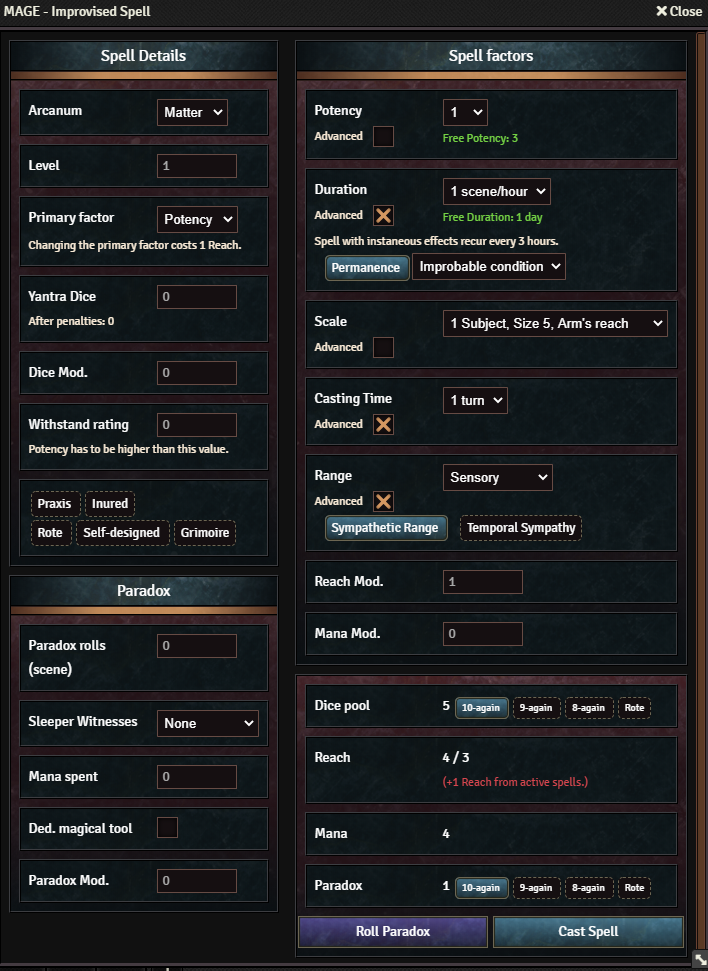 MAGE - Improvised Spell
Close
Spell Details
Arcanum
Matter
Level
1
Primary factor
Potency
Changing the primary factor costs 1 Reach.
Yantra Dice
0
After penalties: 0
Dice Mod.
0
Withstand rating
0
Potency has to be higher than this value.
Praxis
Inured
Rote
Self-designed
Grimoire
Paradox
Paradox rolls
(scene)
0
Sleeper Witnesses
None
Mana spent
0
Ded. magical tool
Paradox Mod.
0
Spell factors
Potency
1
Advanced
Free Potency: 3
Duration
1 scene/hour
Advanced
Free Duration: 1 day
Spell with instaneous effects recur every 3 hours.
Permanence
Improbable condition
Scale
1 Subject, Size 5, Arm's reach
Advanced
Casting Time
1 turn
Advanced
Range
Sensory
Advanced
Sympathetic Range
Temporal Sympathy
Reach Mod.
1
Mana Mod.
0
Dice pool
5
10-again
9-again
8-again
Rote
Reach
4 / 3
(+1 Reach from active spells.)
Mana
4
Paradox
1
10-again
9-again
8-again
Rote
Roll Paradox
Cast Spell